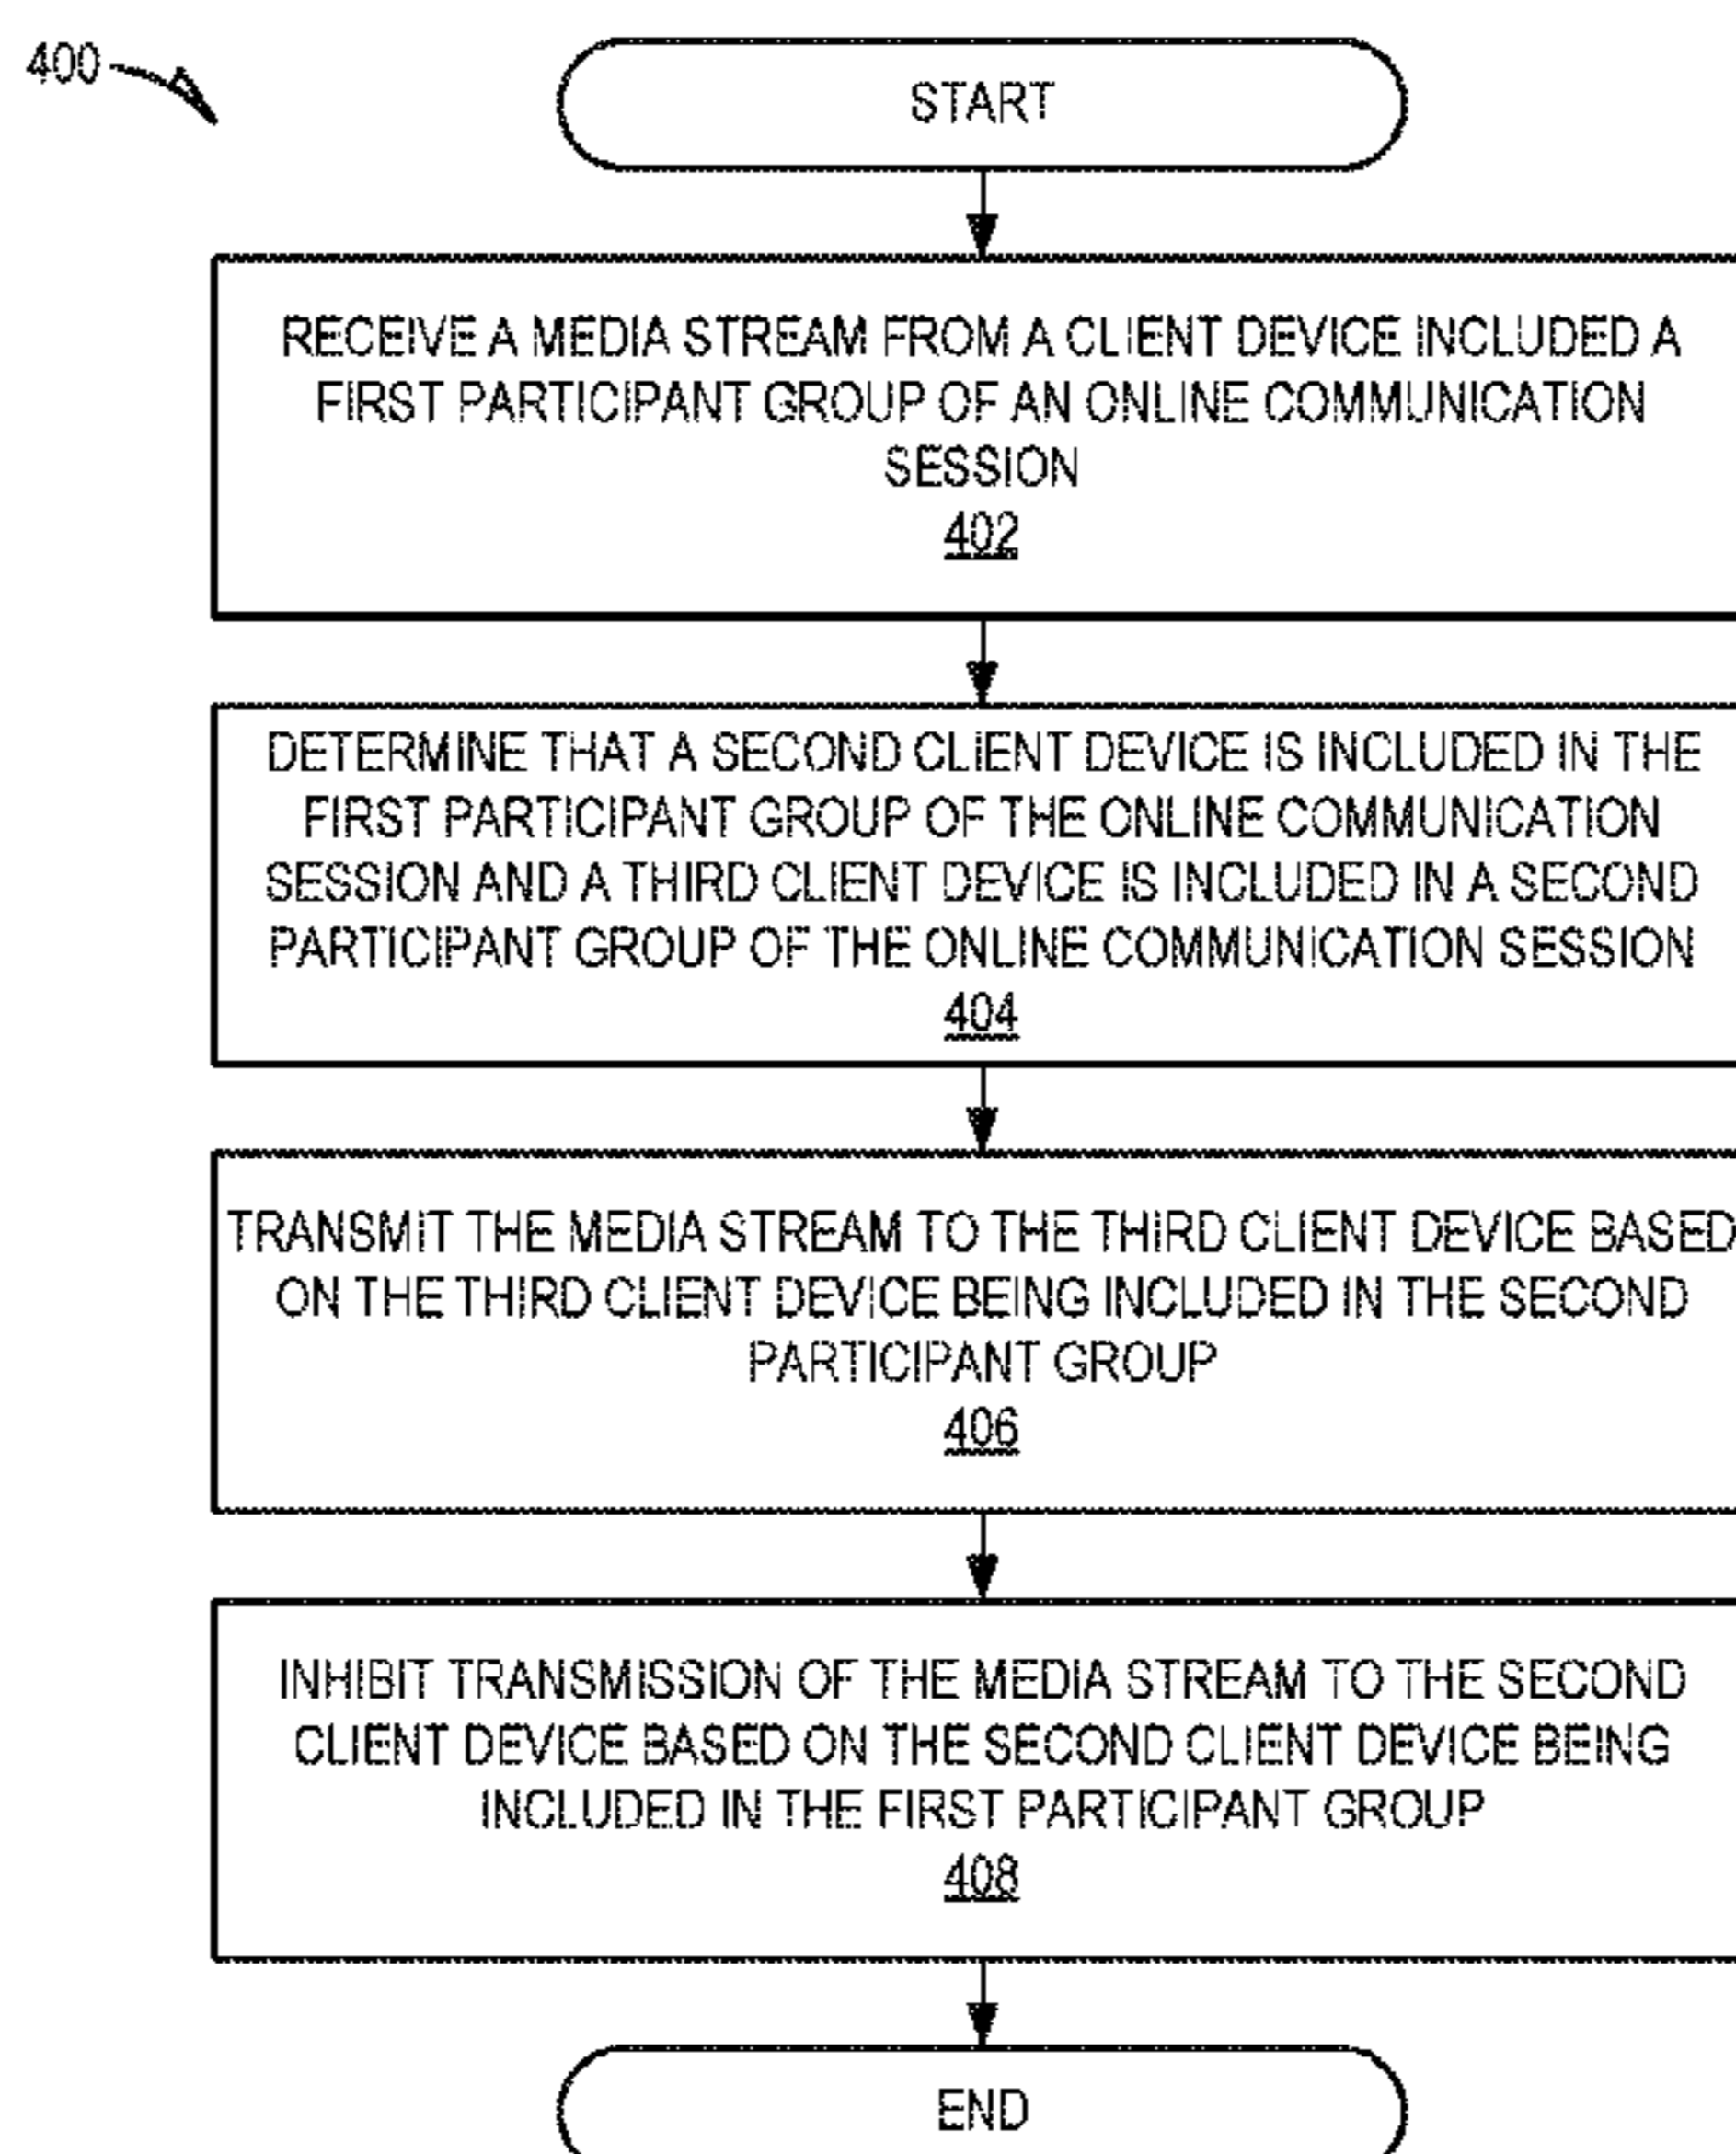 400
START
RECEIVE A MEDIA STREAM FROM A CLIENT DEVICE INCLUDED A
FIRST PARTICIPANT GROUP OF AN ONLINE COMMUNICATION
SESSION
402
DETERMINE THAT A SECOND CLIENT DEVICE IS INCLUDED IN THE
FIRST PARTICIPANT GROUP OF THE ONLINE COMMUNICATION
SESSION AND A THIRD CLIENT DEVICE IS INCLUDED IN A SECOND
PARTICIPANT GROUP OF THE ONLINE COMMUNICATION SESSION
404
TRANSMIT THE MEDIA STREAM TO THE THIRD CLIENT DEVICE BASED
ON THE THIRD CLIENT DEVICE BEING INCLUDED IN THE SECOND
PARTICIPANT GROUP
406
INHIBIT TRANSMISSION OF THE MEDIA STREAM TO THE SECOND
CLIENT DEVICE BASED ON THE SECOND CLIENT DEVICE BEING
INCLUDED IN THE FIRST PARTICIPANT GROUP
408
END